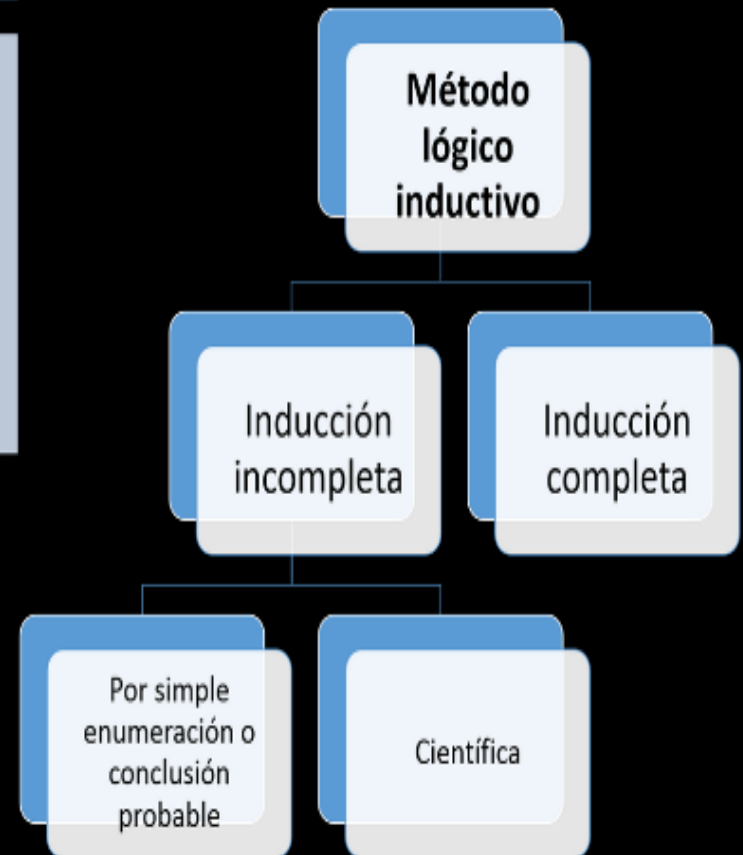 Método
lógico
inductivo
Inducción
incompleta
Inducción
completa
Por simple
enumeración o
conclusión
probable
Científica